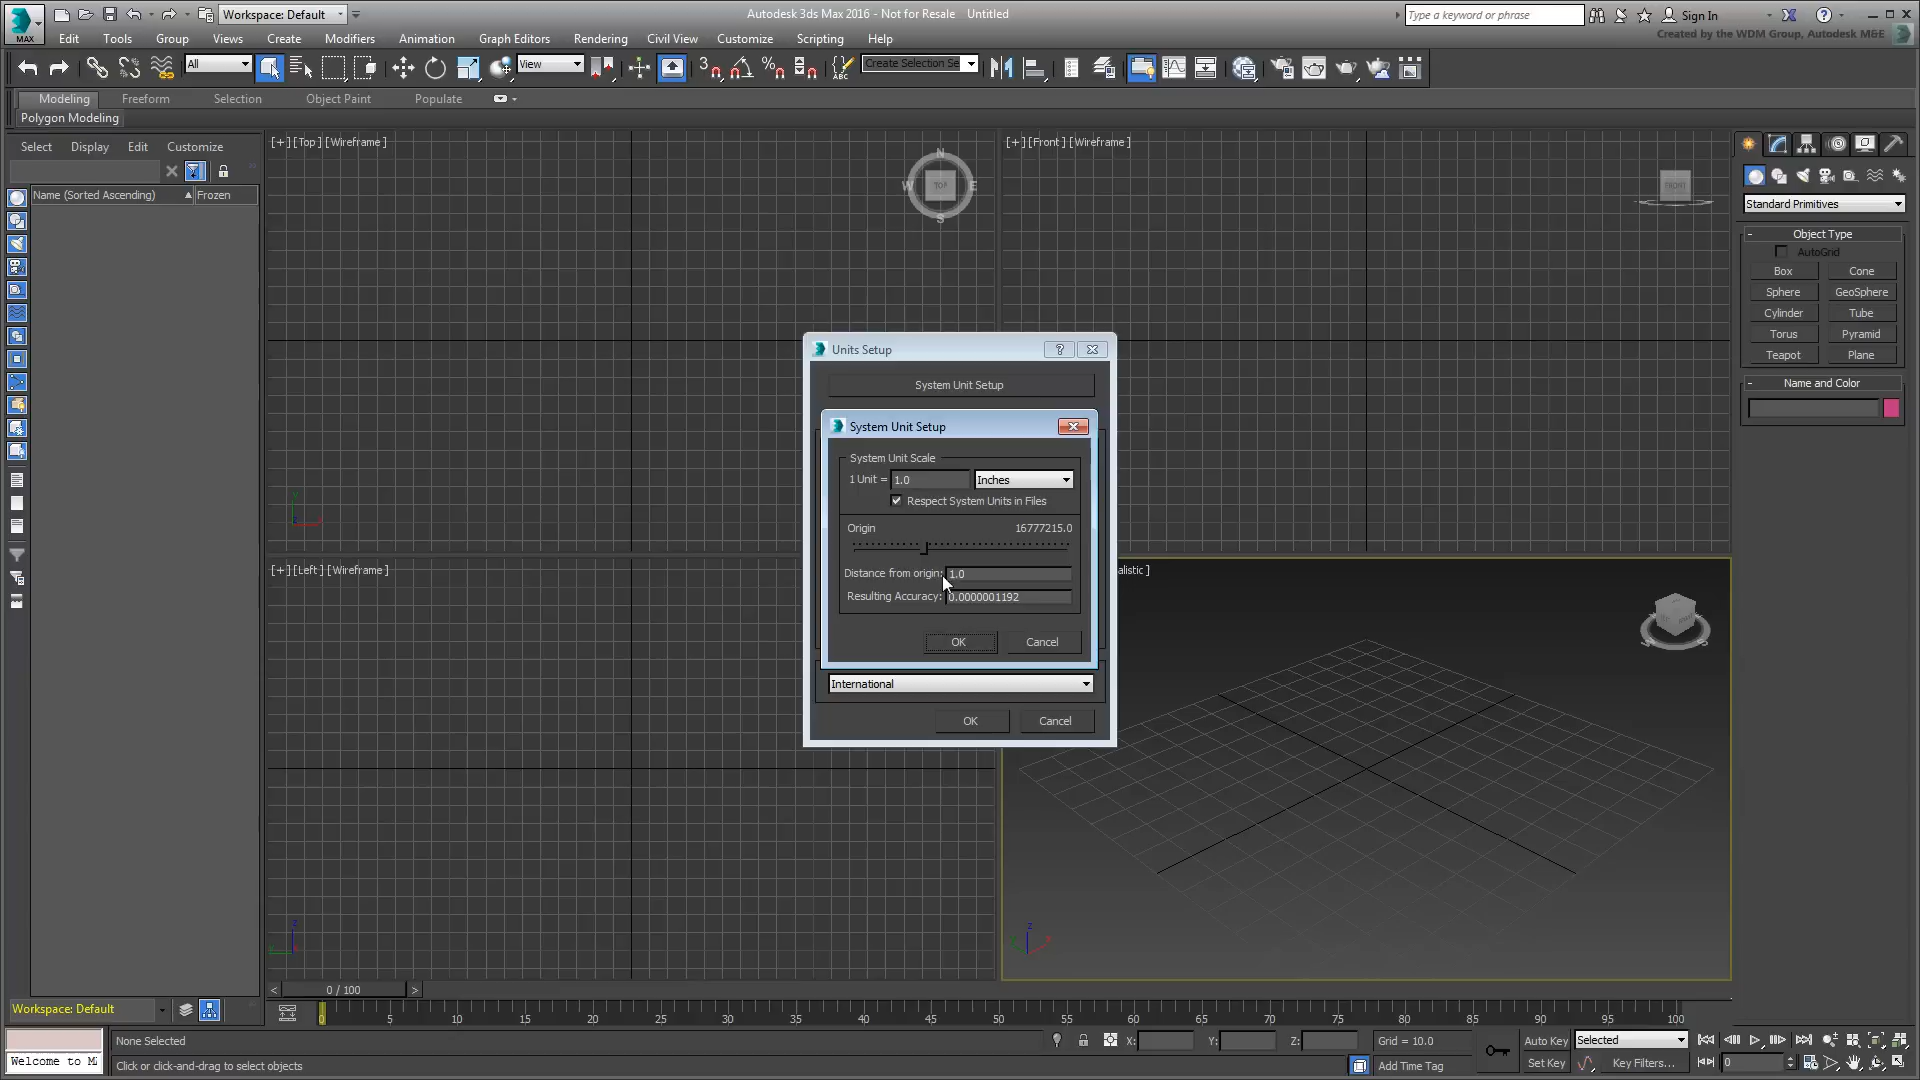 Workspace: Default
Autodesk 3ds Max 2016 - Not for Resale    Untitled
Type a keyword or phrase
Sign In
MAX
Edit Tools Group Views Create Modifiers Animation Graph Editors Rendering Civil View Customize Scripting Help
Created by the WDM Group, Autodesk M&E
All
View
3
ABC
Create Selection Se
Modeling Freeform Selection Object Paint Populate
Polygon Modeling
Select Display Edit Customize
Name (Sorted Ascending)
Frozen
[+] [Top] [Wireframe]
N
W TOP E
S
[+] [Front] [Wireframe]
FRONT
Standard Primitives
- Object Type
AutoGrid
Box Cone
Sphere GeoSphere
Cylinder Tube
Torus Pyramid
Teapot Plane
- Name and Color
Units Setup
System Unit Setup
System Unit Setup
System Unit Scale
1 Unit = 1.0 Inches
Respect System Units in Files
Origin 16777215.0
Distance from origin: 1.0
Resulting Accuracy: 0.0000001192
OK Cancel
International
OK Cancel
[+] [Left] [Wireframe]
alistic ]
< 0 / 100 >
Workspace: Default
0 5 10 15 20 25 30 35 40 45 50 55 60 65 70 75 80 85 90 95 100
None Selected
X: Y: Z:
Grid = 10.0
Auto Key Selected
Welcome to M
Click or click-and-drag to select objects
Add Time Tag
Set Key Key Filters...
0